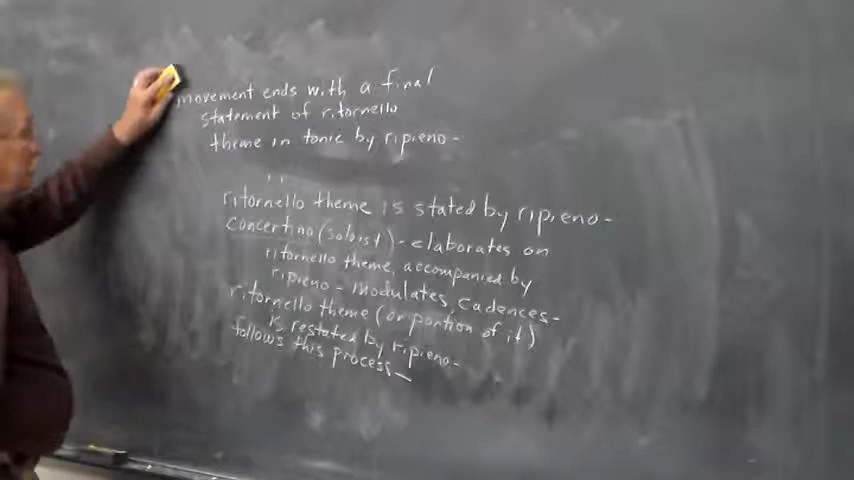 movement ends with a final
statement of ritornello
theme in tonic by ripieno -
ritornello theme is stated by ripieno -
concertino (soloist) - elaborates on
ritornello theme, accompanied by
ripieno - modulates, cadences -
ritornello theme (or portion of it)
is restated by ripieno -
follows this process -